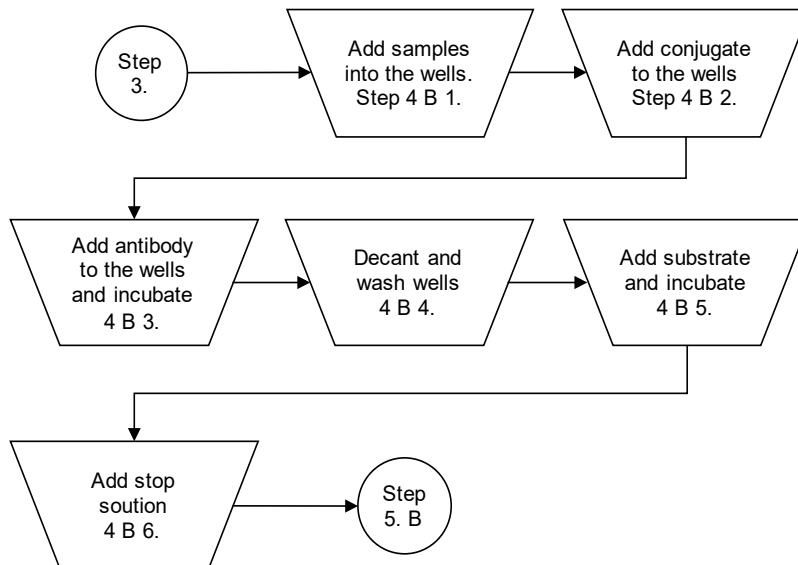 Step
3.
Add samples
into the wells.
Step 4 B 1.
Add conjugate
to the wells
Step 4 B 2.
Add antibody
to the wells
and incubate
4 B 3.
Decant and
wash wells
4 B 4.
Add substrate
and incubate
4 B 5.
Add stop
soution
4 B 6.
Step
5. B